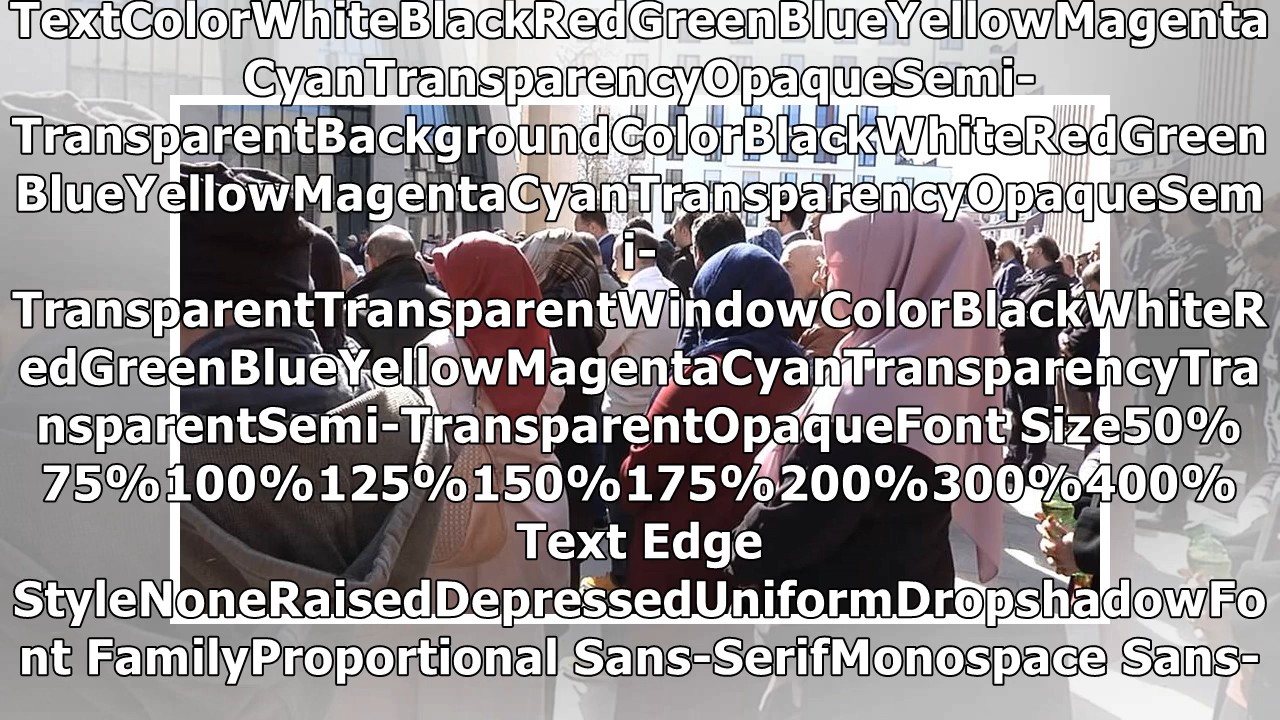 TextColorWhiteBlackRedGreenBlueYellowMagenta
CyanTransparencyOpaqueSemi-
TransparentBackgroundColorBlackWhiteRedGreen
BlueYellowMagentaCyanTransparencyOpaqueSem
i-
TransparentTransparentWindowColorBlackWhiteR
edGreenBlueYellowMagentaCyanTransparencyTra
nsparentSemi-TransparentOpaqueFont Size50%
75%100%125%150%175%200%300%400%
Text Edge
StyleNoneRaisedDepressedUniformDropshadowFo
nt FamilyProportional Sans-SerifMonospace Sans-